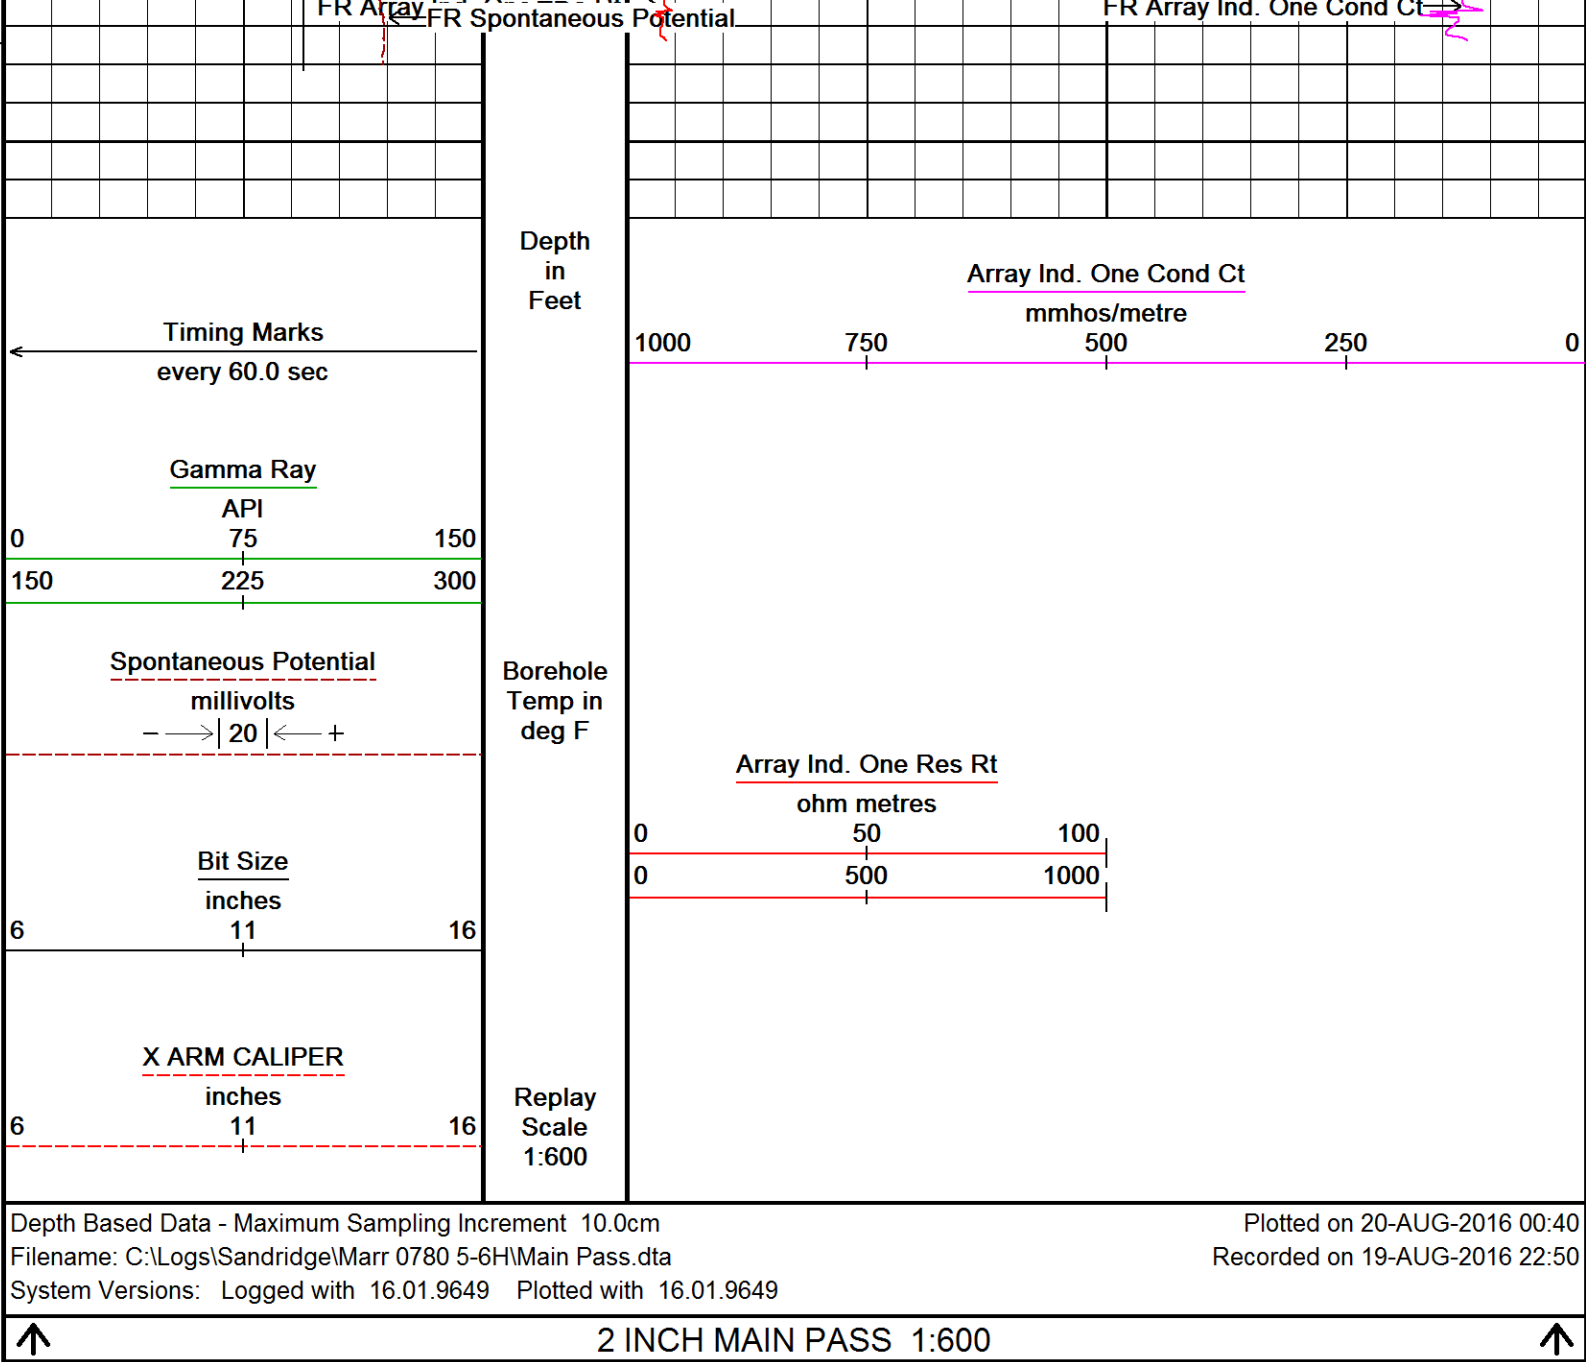 FR Array
FR Spontaneous Potential
FR Array Ind. One Cond Ct
Depth
in
Feet
Array Ind. One Cond Ct
mmhos/metre
1000 750 500 250 0
Timing Marks
every 60.0 sec
Gamma Ray
API
0 75 150
150 225 300
Spontaneous Potential
millivolts
− 20 +
Borehole
Temp in
deg F
Array Ind. One Res Rt
ohm metres
0 50 100
0 500 1000
Bit Size
inches
6 11 16
X ARM CALIPER
inches
6 11 16
Replay
Scale
1:600
Depth Based Data - Maximum Sampling Increment 10.0cm
Plotted on 20-AUG-2016 00:40
Filename: C:\Logs\Sandridge\Marr 0780 5-6H\Main Pass.dta
Recorded on 19-AUG-2016 22:50
System Versions: Logged with 16.01.9649 Plotted with 16.01.9649
2 INCH MAIN PASS 1:600